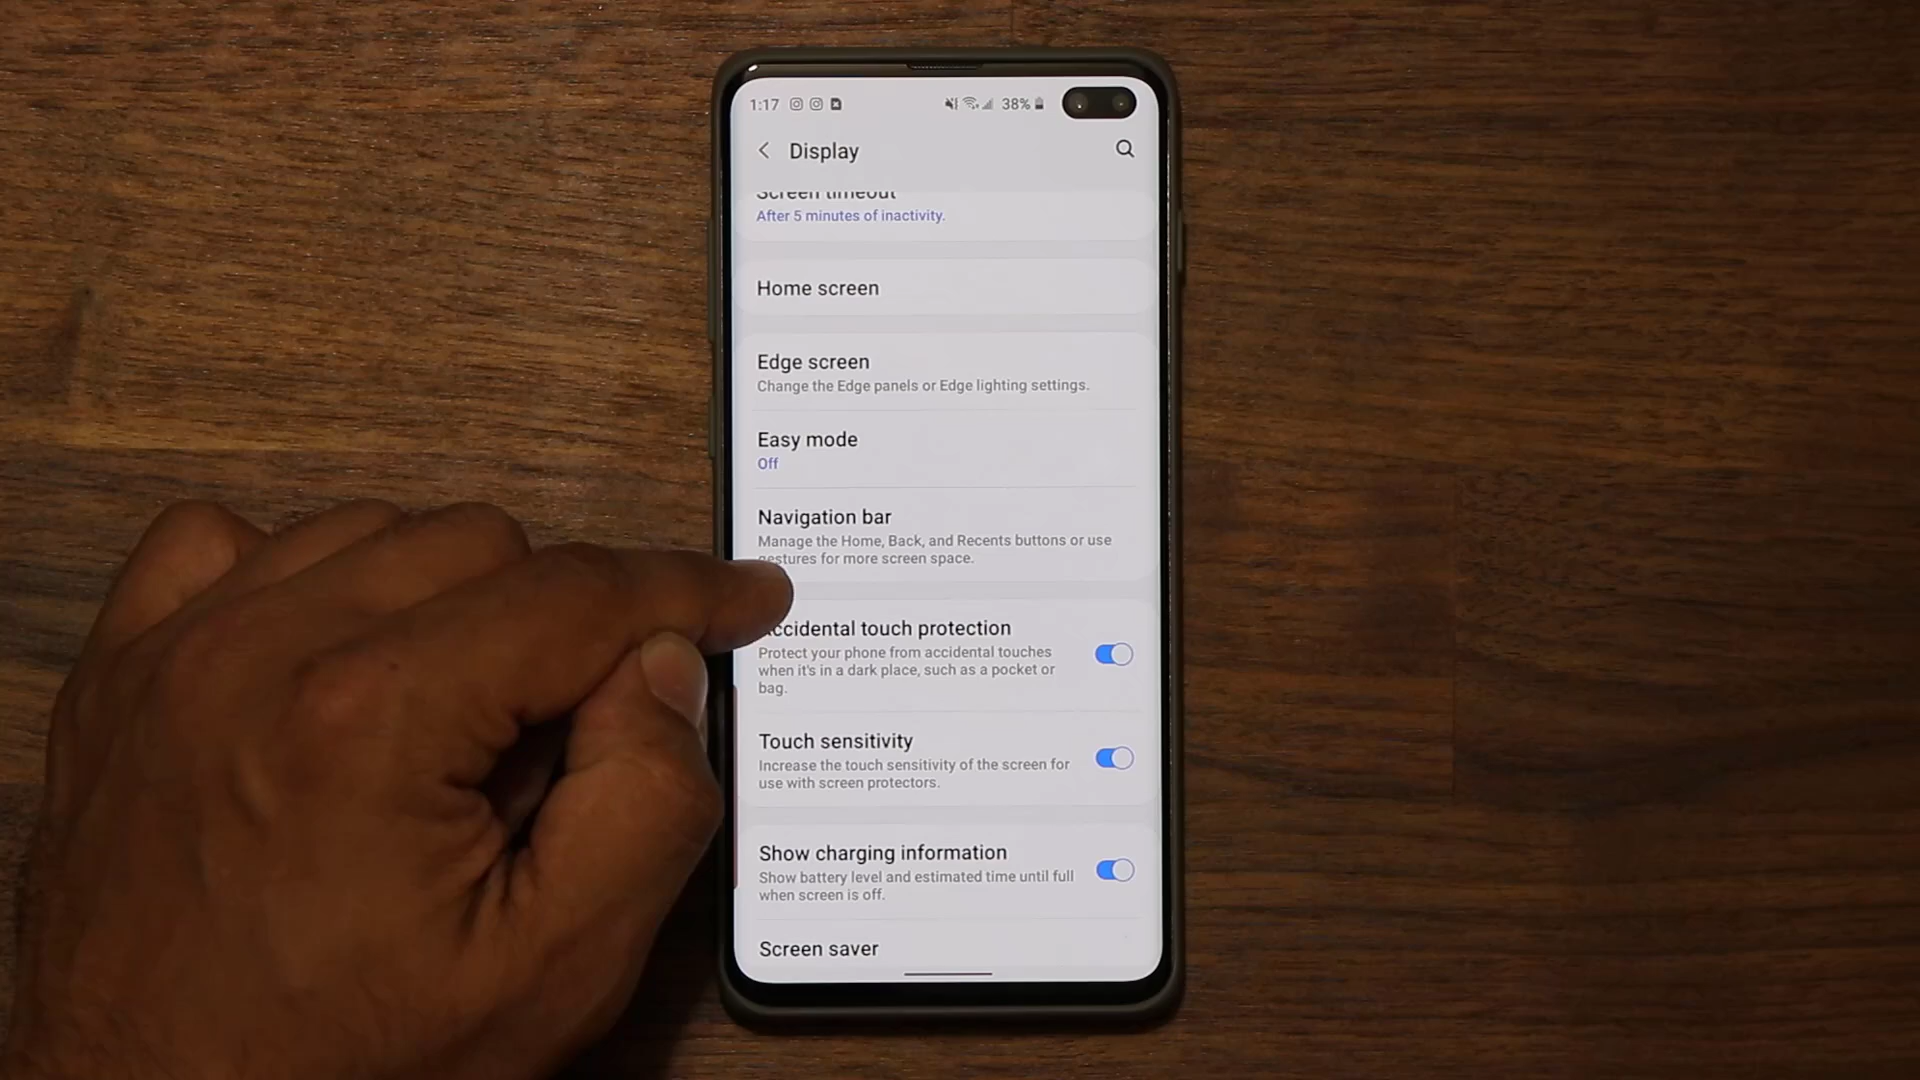 1:17
38%
Display
Screen timeout
After 5 minutes of inactivity.
Home screen
Edge screen
Change the Edge panels or Edge lighting settings.
Easy mode
Off
Navigation bar
Manage the Home, Back, and Recents buttons or use
gestures for more screen space.
Accidental touch protection
Protect your phone from accidental touches
when it's in a dark place, such as a pocket or
bag.
Touch sensitivity
Increase the touch sensitivity of the screen for
use with screen protectors.
Show charging information
Show battery level and estimated time until full
when screen is off.
Screen saver